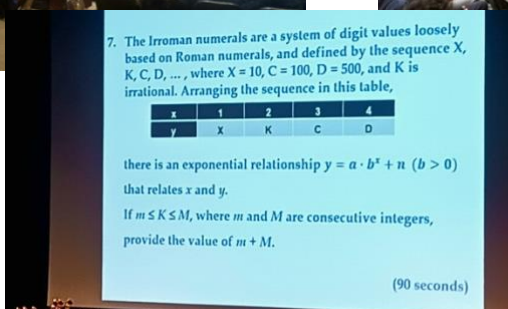 7. The Irroman numerals are a system of digit values loosely
based on Roman numerals, and defined by the sequence X,
K, C, D, ... , where X = 10, C = 100, D = 500, and K is
irrational. Arranging the sequence in this table,
x 1 2 3 4
y X K C D
there is an exponential relationship y = a · bˣ + n (b > 0)
that relates x and y.
If m ≤ K ≤ M, where m and M are consecutive integers,
provide the value of m + M.
(90 seconds)